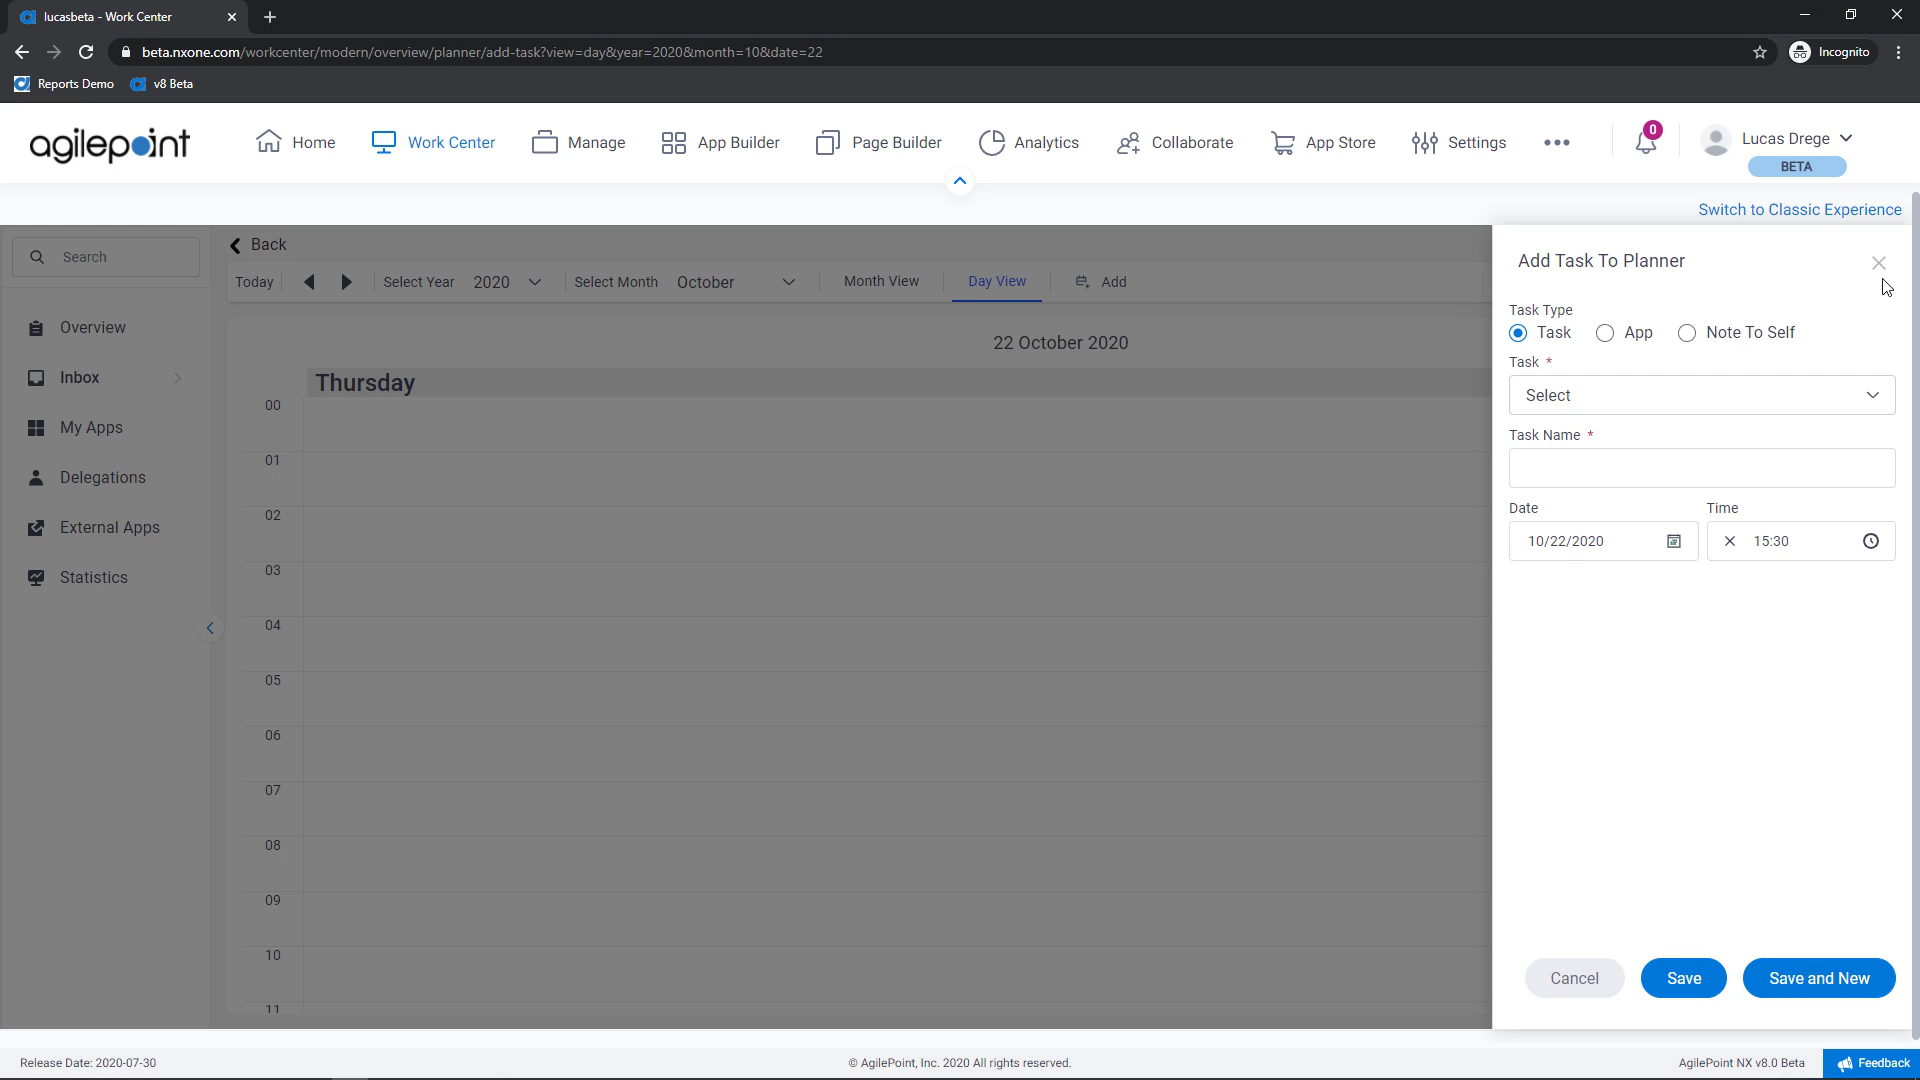 lucasbeta - Work Center
beta.nxone.com/workcenter/modern/overview/planner/add-task?view=day&year=2020&month=10&date=22
Incognito
Reports Demo
v8 Beta
agilepoint
Home
Work Center
Manage
App Builder
Page Builder
Analytics
Collaborate
App Store
Settings
0
Lucas Drege
BETA
Switch to Classic Experience
Search
Overview
Inbox
My Apps
Delegations
External Apps
Statistics
Back
Today
Select Year 2020
Select Month October
Month View
Day View
Add
22 October 2020
Thursday
00
01
02
03
04
05
06
07
08
09
10
11
Add Task To Planner
Task Type
Task
App
Note To Self
Task *
Select
Task Name *
Date
Time
10/22/2020
15:30
Cancel
Save
Save and New
Release Date: 2020-07-30
© AgilePoint, Inc. 2020 All rights reserved.
AgilePoint NX v8.0 Beta
Feedback